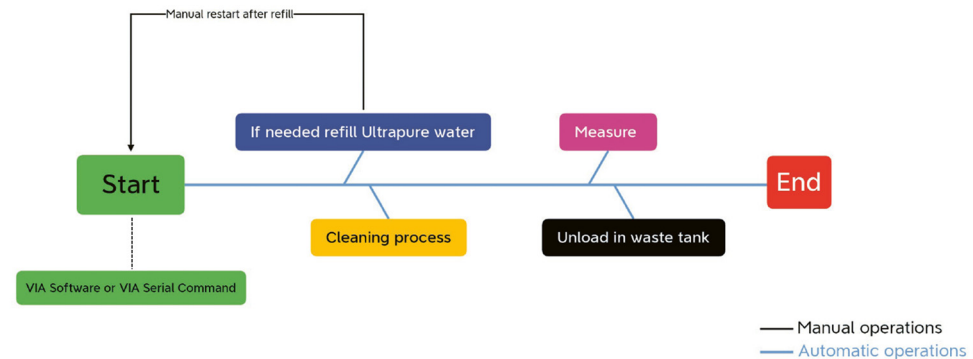 Manual restart after refill
If needed refill Ultrapure water
Measure
Start
End
Cleaning process
Unload in waste tank
VIA Software or VIA Serial Command
Manual operations
Automatic operations